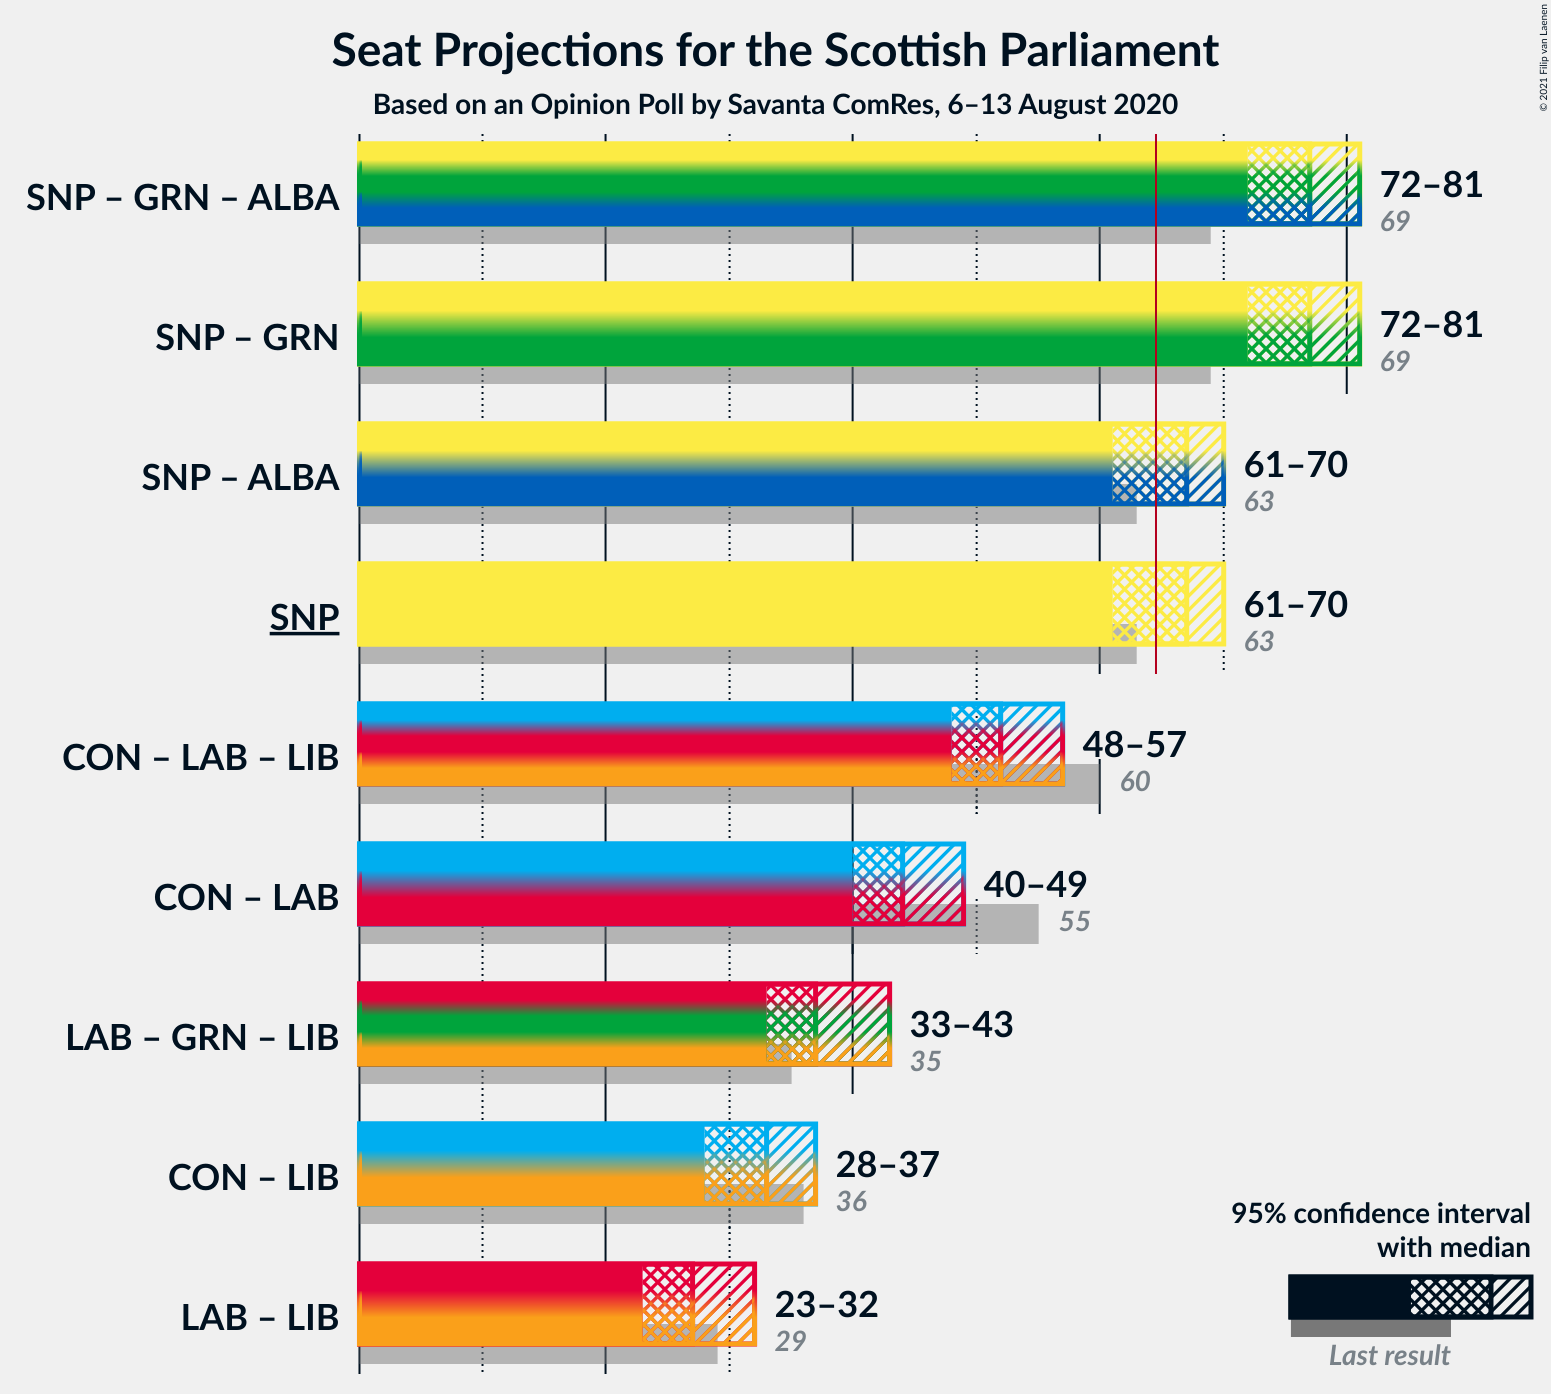 Seat Projections for the Scottish Parliament
Based on an Opinion Poll by Savanta ComRes, 6–13 August 2020
© 2021 Filip van Laenen
SNP – GRN – ALBA
72–81
69
SNP – GRN
72–81
69
SNP – ALBA
61–70
63
SNP
61–70
63
CON – LAB – LIB
48–57
60
CON – LAB
40–49
55
LAB – GRN – LIB
33–43
35
CON – LIB
28–37
36
LAB – LIB
23–32
29
95% confidence interval
with median
Last result